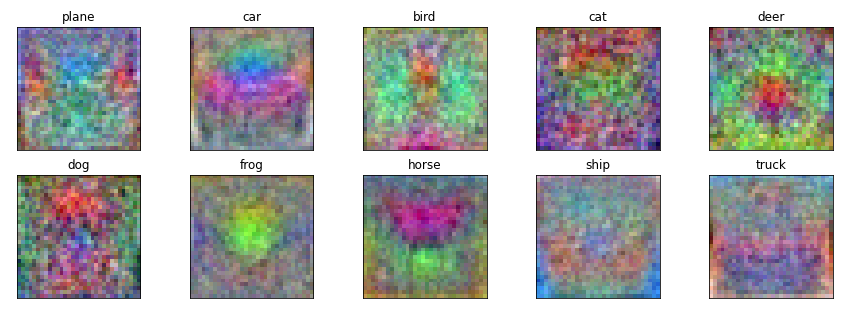 plane car bird cat deer
dog frog horse ship truck